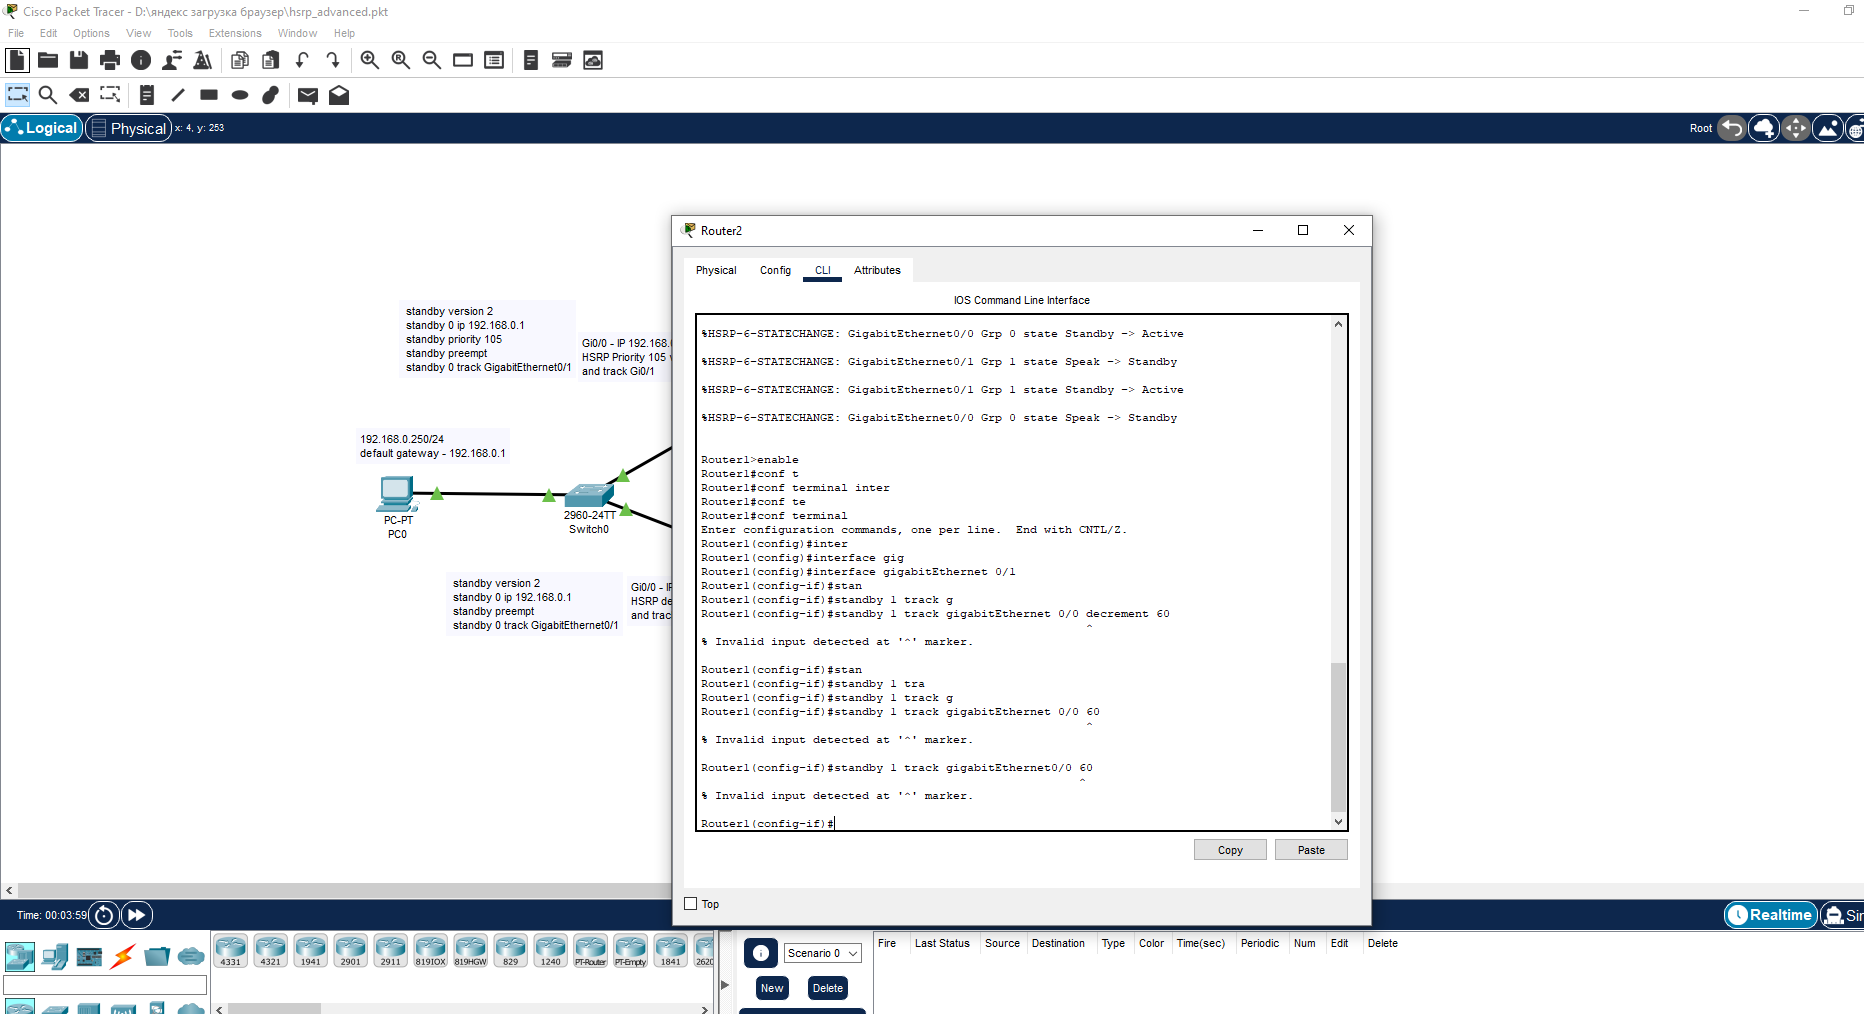 Cisco Packet Tracer - D:\яндекс загрузка браузер\hsrp_advanced.pkt
File Edit Options View Tools Extensions Window Help
Logical Physical x: 4, y: 253
Root
standby version 2
standby 0 ip 192.168.0.1
standby priority 105
standby preempt
standby 0 track GigabitEthernet0/1
Gi0/0 - IP 192.168.
HSRP Priority 105
and track Gi0/1
192.168.0.250/24
default gateway - 192.168.0.1
PC-PT
PC0
2960-24TT
Switch0
standby version 2
standby 0 ip 192.168.0.1
standby preempt
standby 0 track GigabitEthernet0/1
Gi0/0 - IP
HSRP de
and trac
Router2
Physical Config CLI Attributes
IOS Command Line Interface
%HSRP-6-STATECHANGE: GigabitEthernet0/0 Grp 0 state Standby -> Active
%HSRP-6-STATECHANGE: GigabitEthernet0/1 Grp 1 state Speak -> Standby
%HSRP-6-STATECHANGE: GigabitEthernet0/1 Grp 1 state Standby -> Active
%HSRP-6-STATECHANGE: GigabitEthernet0/0 Grp 0 state Speak -> Standby
Router1>enable
Router1#conf t
Router1#conf terminal inter
Router1#conf te
Router1#conf terminal
Enter configuration commands, one per line. End with CNTL/Z.
Router1(config)#inter
Router1(config)#interface gig
Router1(config)#interface gigabitEthernet 0/1
Router1(config-if)#stan
Router1(config-if)#standby 1 track g
Router1(config-if)#standby 1 track gigabitEthernet 0/0 decrement 60
^
% Invalid input detected at '^' marker.
Router1(config-if)#stan
Router1(config-if)#standby 1 tra
Router1(config-if)#standby 1 track g
Router1(config-if)#standby 1 track gigabitEthernet 0/0 60
^
% Invalid input detected at '^' marker.
Router1(config-if)#standby 1 track gigabitEthernet0/0 60
^
% Invalid input detected at '^' marker.
Router1(config-if)#
Copy Paste
Top
Time: 00:03:59
Realtime Sir
4331 4321 1941 2901 2911 819IOX 819HGW 829 1240 PT-Router PT-Empty 1841 2620
Scenario 0
New Delete
Fire Last Status Source Destination Type Color Time(sec) Periodic Num Edit Delete